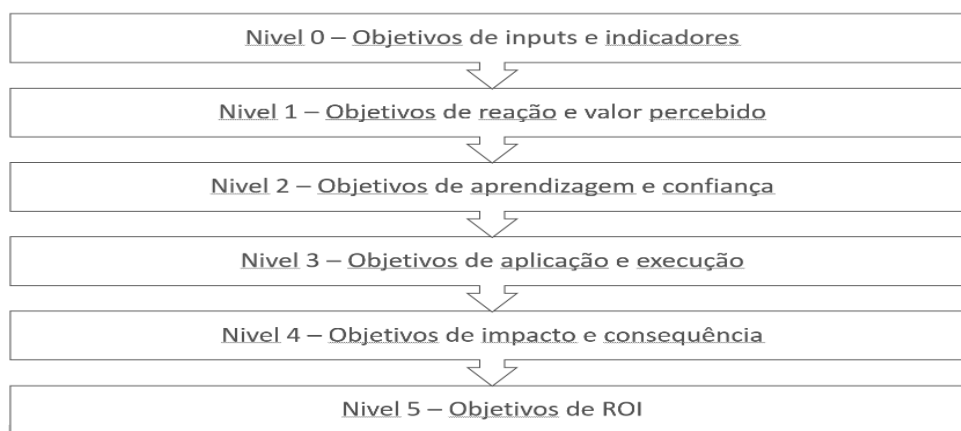 Nivel 0 – Objetivos de inputs e indicadores
Nivel 1 – Objetivos de reação e valor percebido
Nivel 2 – Objetivos de aprendizagem e confiança
Nivel 3 – Objetivos de aplicação e execução
Nivel 4 – Objetivos de impacto e consequência
Nivel 5 – Objetivos de ROI